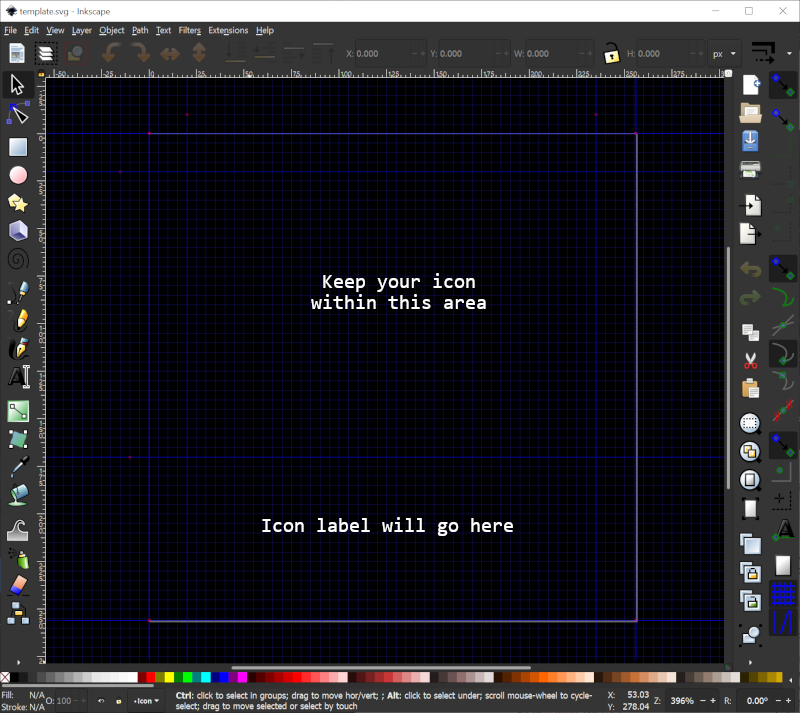 template.svg - Inkscape
File Edit View Layer Object Path Text Filters Extensions Help
X: 0.000 Y: 0.000 W: 0.000 H: 0.000 px
-50 -25 0 25 50 75 100 125 150 175 200 225 250
Keep your icon
within this area
Icon label will go here
Fill: N/A
Stroke: N/A
O: 100
Icon
Ctrl: click to select in groups; drag to move hor/vert; ; Alt: click to select under; scroll mouse-wheel to cycle-
select; drag to move selected or select by touch
X: 53.03
Y: 278.04
Z: 396%
R: 0.00°